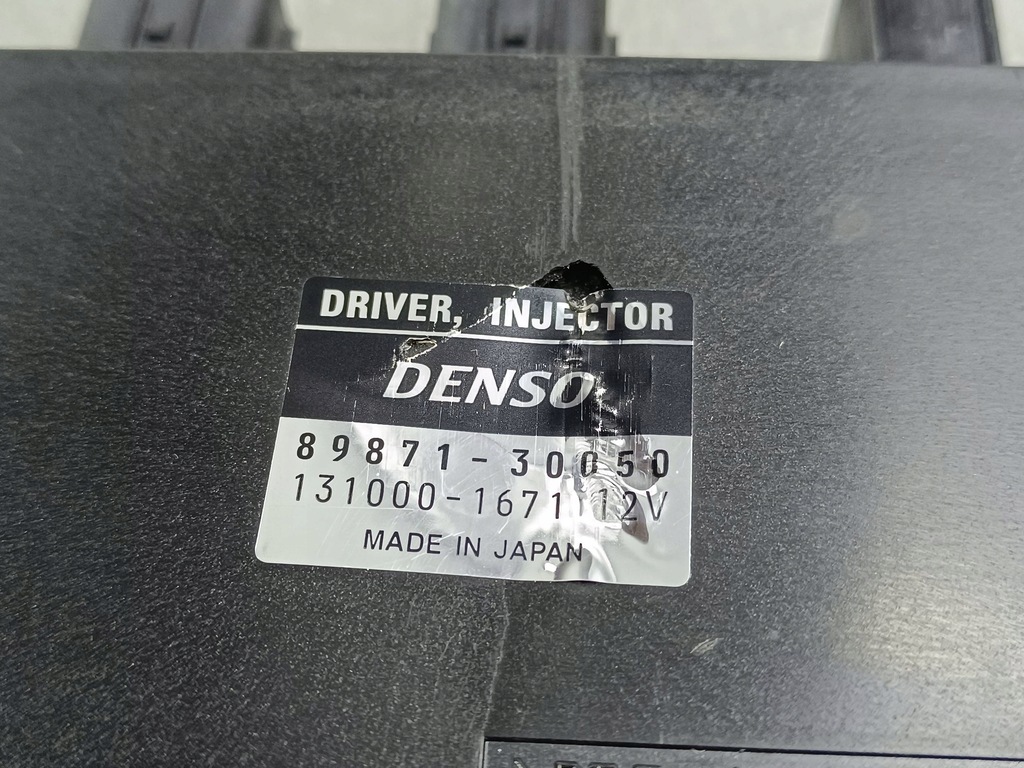 DRIVER, INJECTOR
DENSO
89871-30050
131000-1671 12V
MADE IN JAPAN